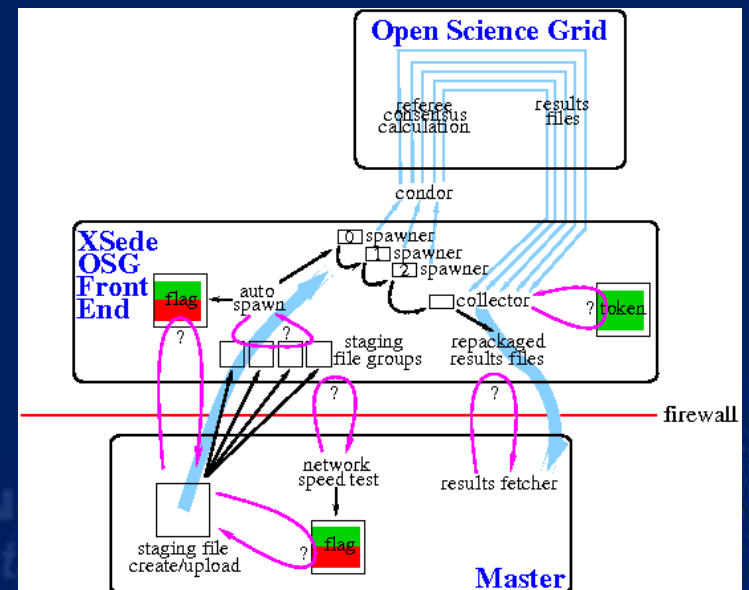 Open Science Grid
referee
consensus
calculation
results
files
condor
XSede
OSG
Front
End
0 spawner
1 spawner
2 spawner
flag
?
auto
spawn
?
collector
? token
staging
file groups
repackaged
results files
?
?
firewall
network
speed test
results fetcher
? flag
staging file
create/upload
Master